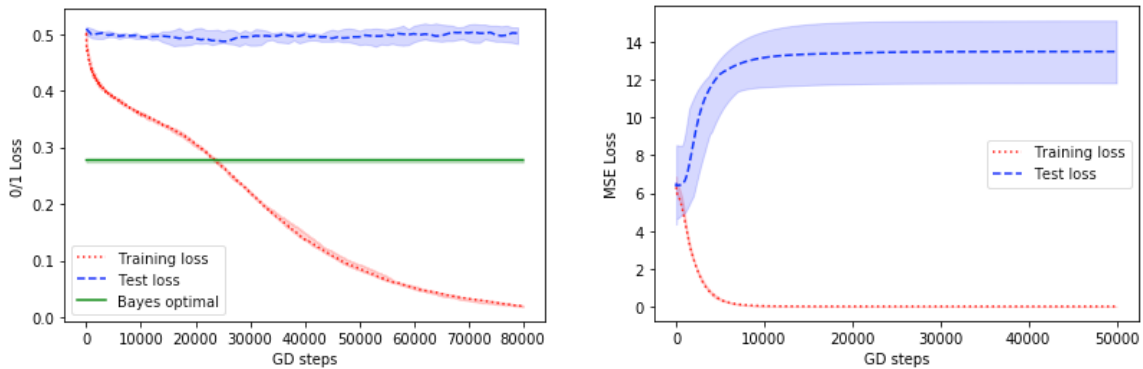 0.5
0.4
0.3
0.2
0.1
0.0
0/1 Loss
Training loss
Test loss
Bayes optimal
0 10000 20000 30000 40000 50000 60000 70000 80000
GD steps
14
12
10
8
6
4
2
0
MSE Loss
Training loss
Test loss
0 10000 20000 30000 40000 50000
GD steps